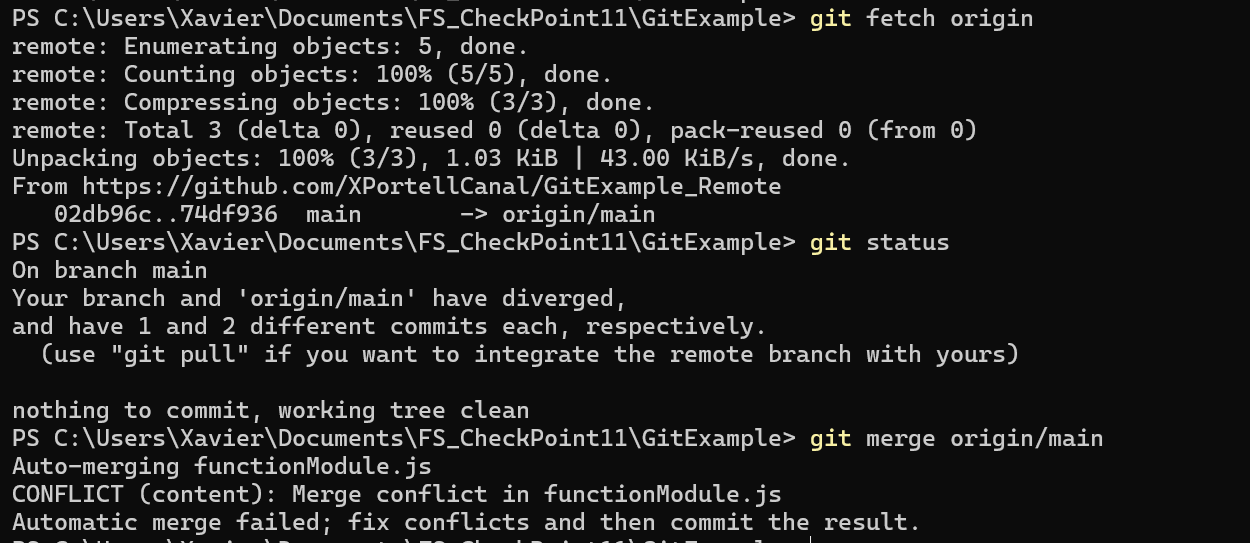 PS C:\Users\Xavier\Documents\FS_CheckPoint11\GitExample> git fetch origin
remote: Enumerating objects: 5, done.
remote: Counting objects: 100% (5/5), done.
remote: Compressing objects: 100% (3/3), done.
remote: Total 3 (delta 0), reused 0 (delta 0), pack-reused 0 (from 0)
Unpacking objects: 100% (3/3), 1.03 KiB | 43.00 KiB/s, done.
From https://github.com/XPortellCanal/GitExample_Remote
   02db96c..74df936  main       -> origin/main
PS C:\Users\Xavier\Documents\FS_CheckPoint11\GitExample> git status
On branch main
Your branch and 'origin/main' have diverged,
and have 1 and 2 different commits each, respectively.
  (use "git pull" if you want to integrate the remote branch with yours)

nothing to commit, working tree clean
PS C:\Users\Xavier\Documents\FS_CheckPoint11\GitExample> git merge origin/main
Auto-merging functionModule.js
CONFLICT (content): Merge conflict in functionModule.js
Automatic merge failed; fix conflicts and then commit the result.